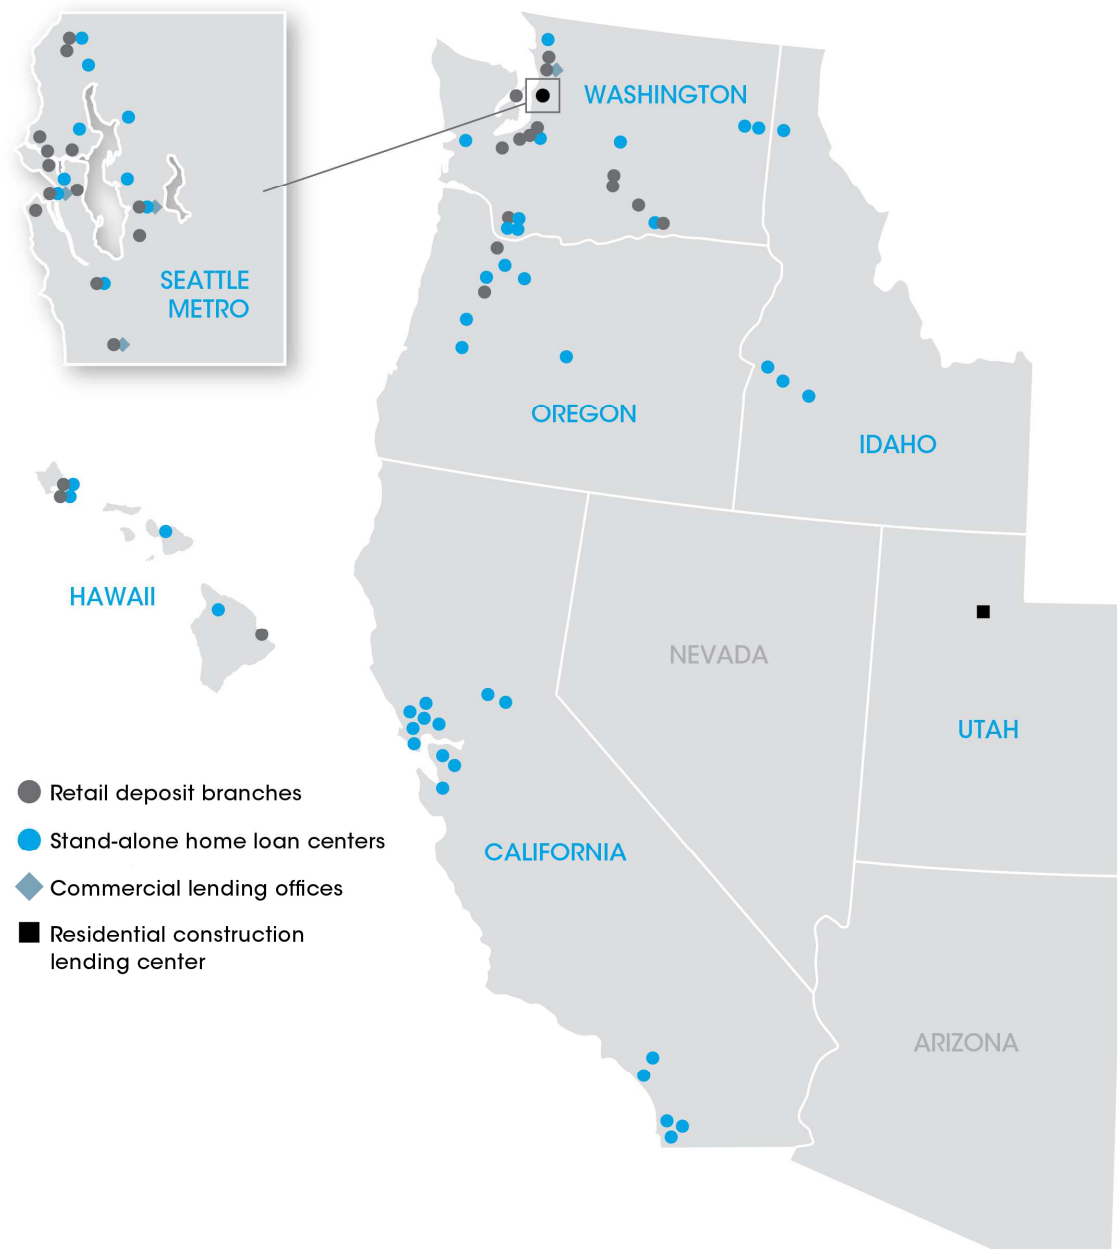 WASHINGTON
SEATTLE
METRO
OREGON
IDAHO
HAWAII
NEVADA
UTAH
Retail deposit branches
Stand-alone home loan centers
CALIFORNIA
Commercial lending offices
Residential construction
lending center
ARIZONA